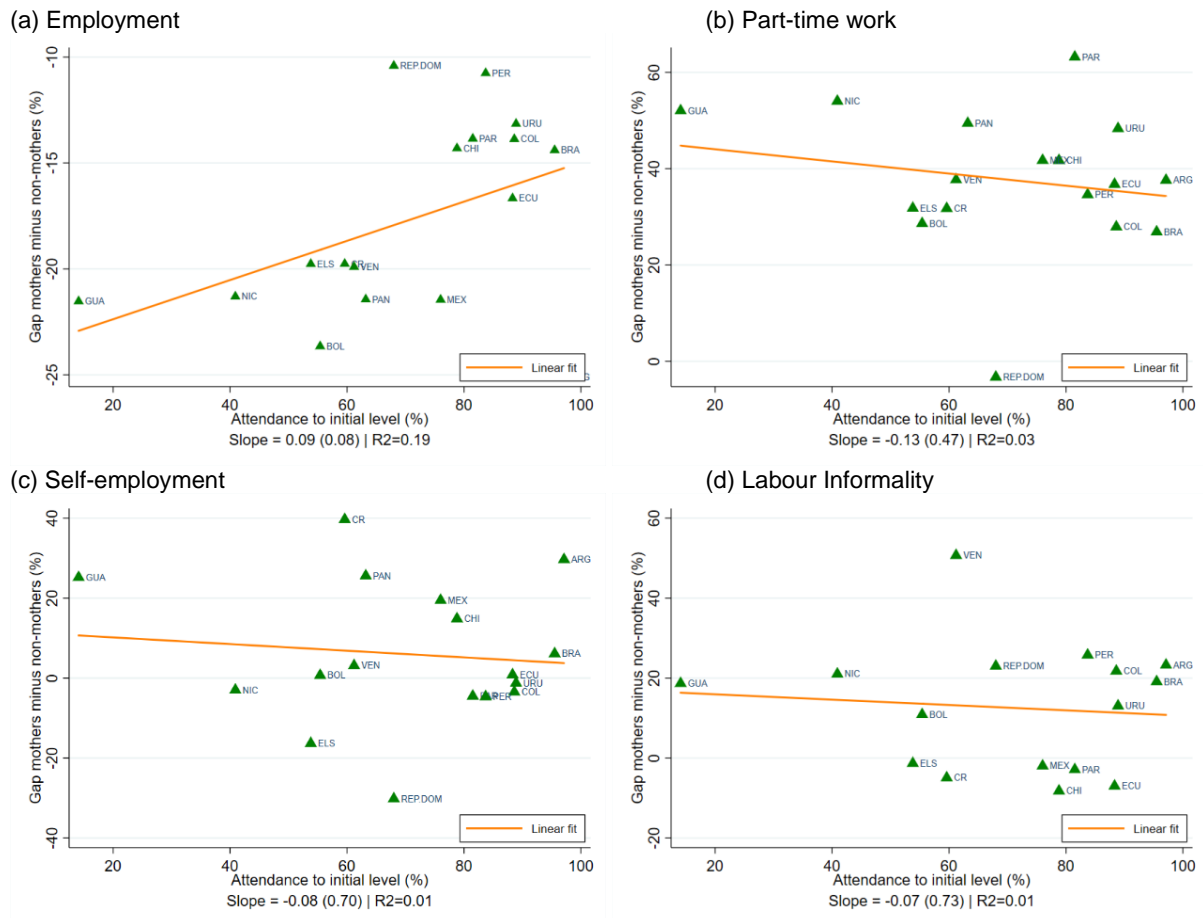 (a) Employment
(b) Part-time work
Gap mothers minus non-mothers (%)
-10
-15
-20
-25
REP.DOM
PER
URU
PAR
COL
CHI
BRA
ECU
ELS
CR
VEN
GUA
NIC
PAN
MEX
BOL
Linear fit
G
20
40
60
80
100
Attendance to initial level (%)
Slope = 0.09 (0.08) | R2=0.19
Gap mothers minus non-mothers (%)
60
40
20
0
PAR
GUA
NIC
PAN
URU
MEX
CHI
VEN
ECU
ARG
PER
ELS
CR
BOL
COL
BRA
REP.DOM
Linear fit
20
40
60
80
100
Attendance to initial level (%)
Slope = -0.13 (0.47) | R2=0.03
(c) Self-employment
(d) Labour Informality
Gap mothers minus non-mothers (%)
40
20
0
-20
-40
CR
ARG
GUA
PAN
MEX
CHI
BRA
VEN
BOL
ECU
URU
NIC
PER
COL
ELS
REP.DOM
Linear fit
20
40
60
80
100
Attendance to initial level (%)
Slope = -0.08 (0.70) | R2=0.01
Gap mothers minus non-mothers (%)
60
40
20
0
-20
VEN
PER
REP.DOM
ARG
COL
NIC
BRA
GUA
URU
BOL
ELS
MEX
PAR
CR
CHI
ECU
Linear fit
20
40
60
80
100
Attendance to initial level (%)
Slope = -0.07 (0.73) | R2=0.01